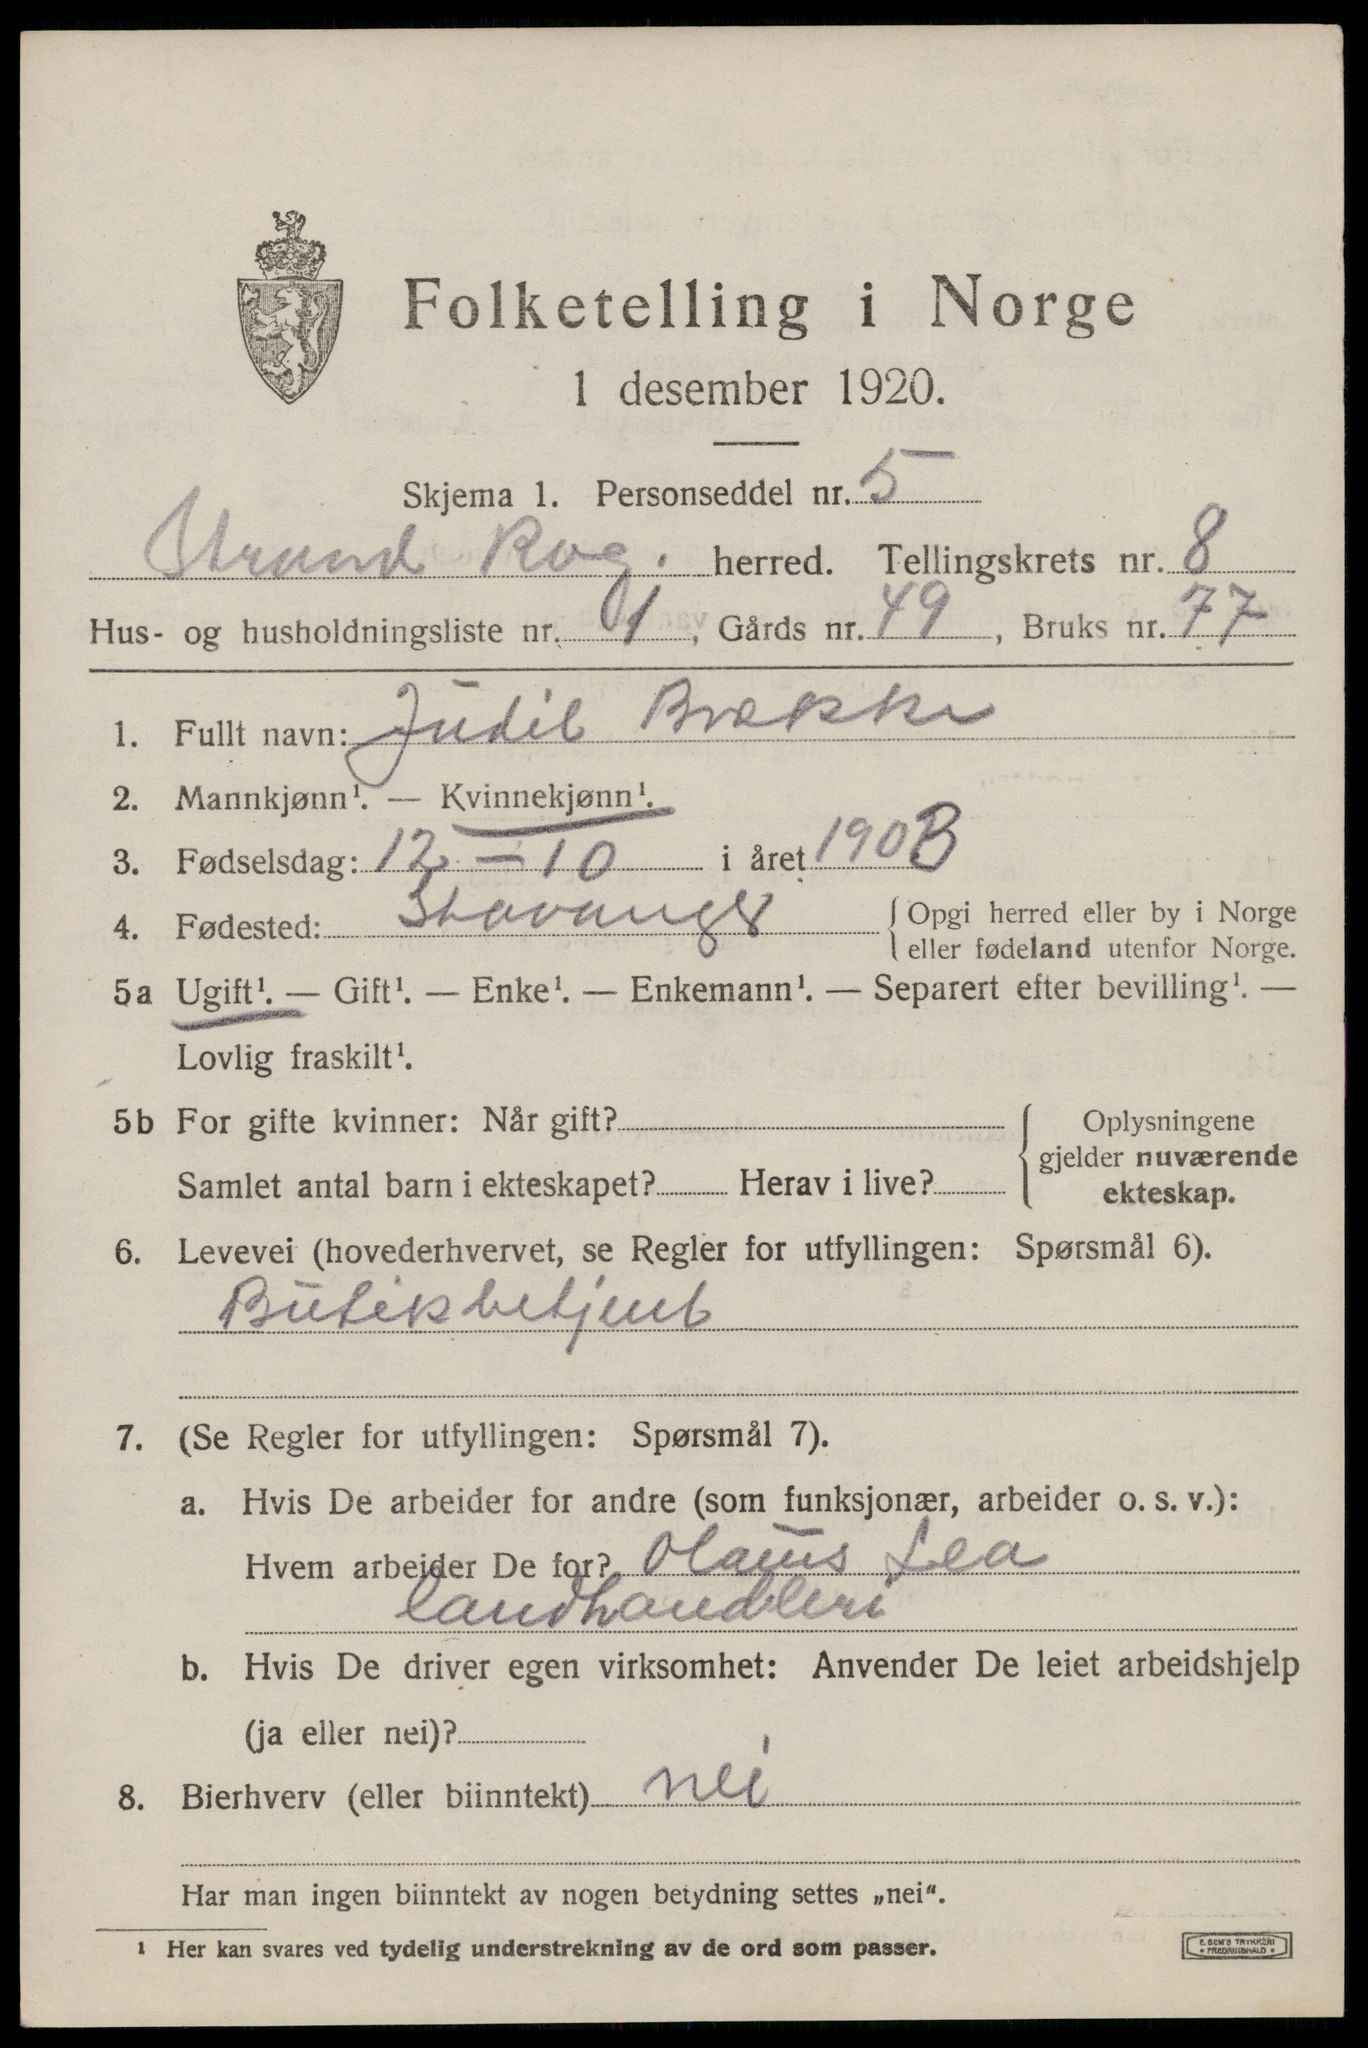 Folketelling i Norge
1 desember 1920.
Skjema 1. Personseddel nr. 5
Strand Rog. herred. Tellingskrets nr. 8
Hus- og husholdningsliste nr. 1, Gårds nr. 49, Bruks nr. 77
1. Fullt navn: Judit Brekke
2. Mannkjønn¹. — Kvinnekjønn¹.
3. Fødselsdag: 12 - 10 i året 1903
4. Fødested: Stavanger { Opgi herred eller by i Norge
eller fødeland utenfor Norge.
5a Ugift¹. — Gift¹. — Enke¹. — Enkemann¹. — Separert efter bevilling¹. —
Lovlig fraskilt¹.
5b For gifte kvinner: Når gift?
Samlet antal barn i ekteskapet? Herav i live?
{ Oplysningene
gjelder nuværende
ekteskap.
6. Levevei (hovederhvervet, se Regler for utfyllingen: Spørsmål 6).
Butikbetjent
7. (Se Regler for utfyllingen: Spørsmål 7).
a. Hvis De arbeider for andre (som funksjonær, arbeider o. s. v.):
Hvem arbeider De for? Olaus Lea
landhandleri
b. Hvis De driver egen virksomhet: Anvender De leiet arbeidshjelp
(ja eller nei)?
8. Bierhverv (eller biinntekt) nei
Har man ingen biinntekt av nogen betydning settes „nei“.
¹ Her kan svares ved tydelig understrekning av de ord som passer.
E. SEM'S TRYKKERI
FREDRIKSHALD